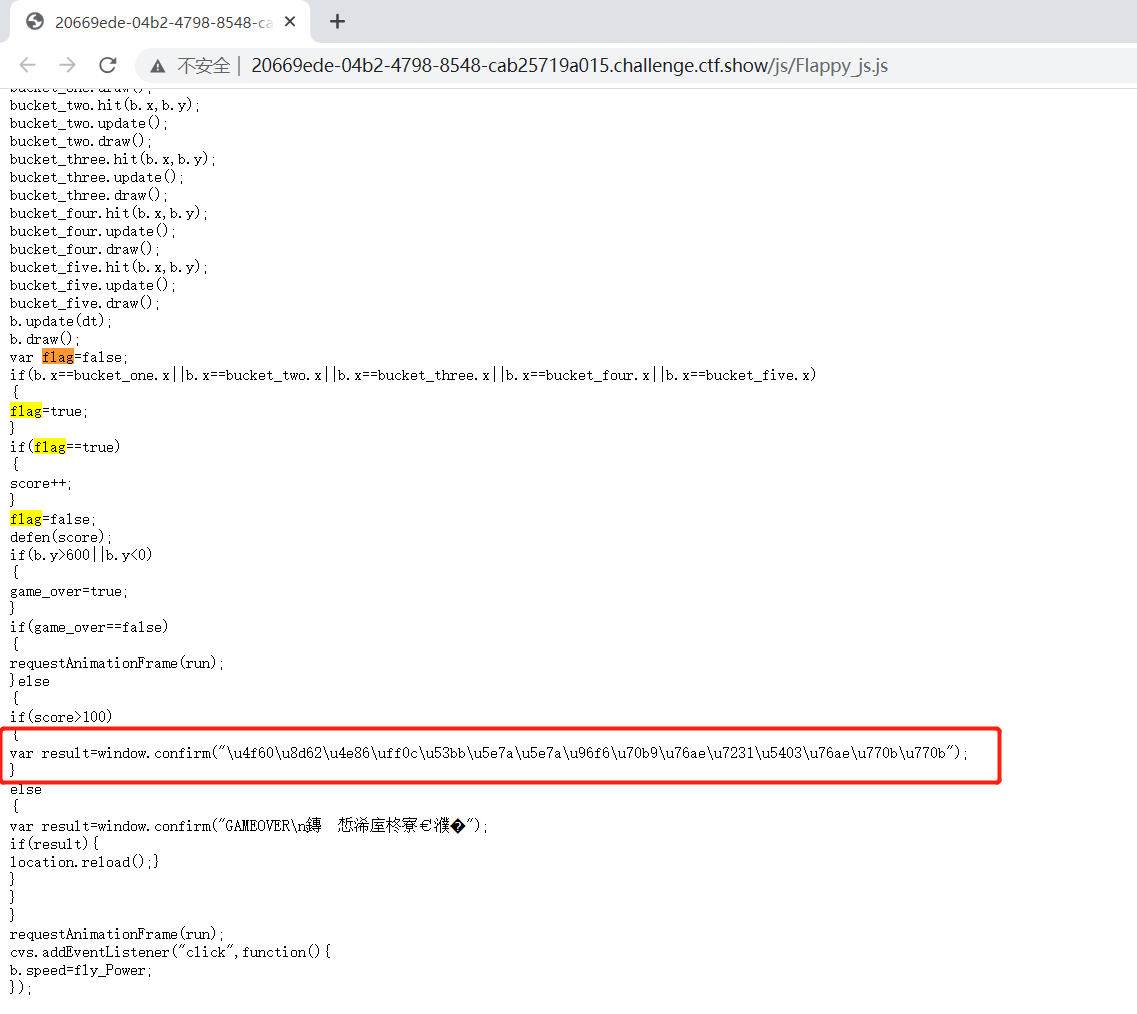 20669ede-04b2-4798-8548-ca
不安全 | 20669ede-04b2-4798-8548-cab25719a015.challenge.ctf.show/js/Flappy_js.js
bucket_one.draw();
bucket_two.hit(b.x,b.y);
bucket_two.update();
bucket_two.draw();
bucket_three.hit(b.x,b.y);
bucket_three.update();
bucket_three.draw();
bucket_four.hit(b.x,b.y);
bucket_four.update();
bucket_four.draw();
bucket_five.hit(b.x,b.y);
bucket_five.update();
bucket_five.draw();
b.update(dt);
b.draw();
var flag=false;
if(b.x==bucket_one.x||b.x==bucket_two.x||b.x==bucket_three.x||b.x==bucket_four.x||b.x==bucket_five.x)
{
flag=true;
}
if(flag==true)
{
score++;
}
flag=false;
defen(score);
if(b.y>600||b.y<0)
{
game_over=true;
}
if(game_over==false)
{
requestAnimationFrame(run);
}else
{
if(score>100)
{
var result=window.confirm("\u4f60\u8d62\u4e86\uff0c\u53bb\u5e7a\u5e7a\u96f6\u70b9\u76ae\u7231\u5403\u76ae\u770b\u770b");
}
else
{
var result=window.confirm("GAMEOVER\n鏄 惁浠庢柊寮€濮�");
if(result){
location.reload();}
}
}
}
requestAnimationFrame(run);
cvs.addEventListener("click",function(){
b.speed=fly_Power;
});